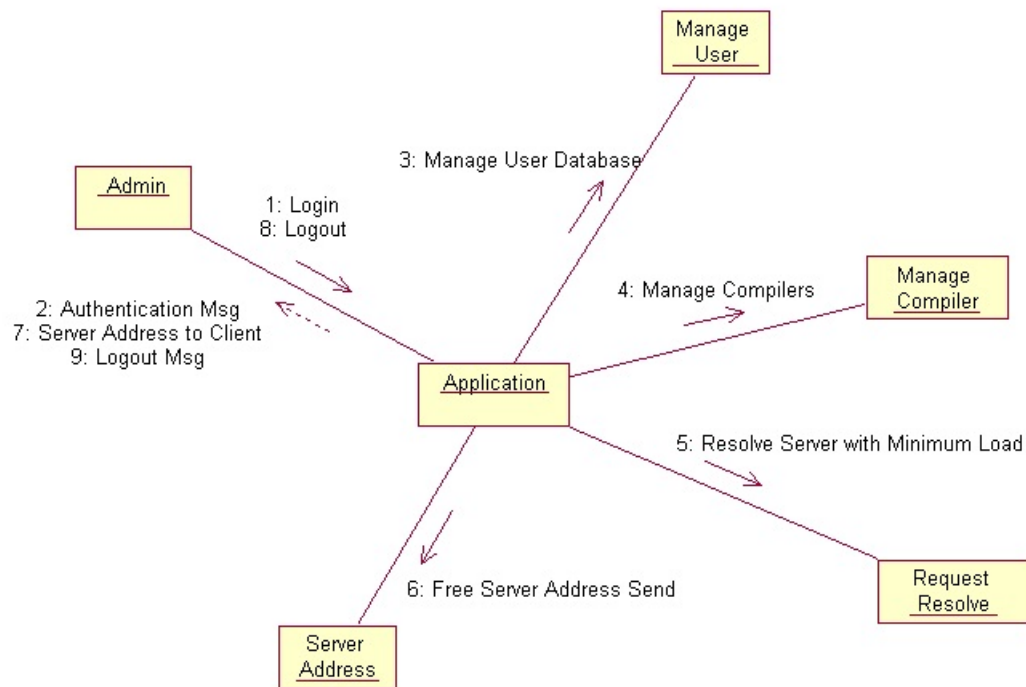 Manage
User
3: Manage User Database
Admin
1: Login
8: Logout
2: Authentication Msg
7: Server Address to Client
9: Logout Msg
4: Manage Compilers
Manage
Compiler
Application
5: Resolve Server with Minimum Load
6: Free Server Address Send
Request
Resolve
Server
Address